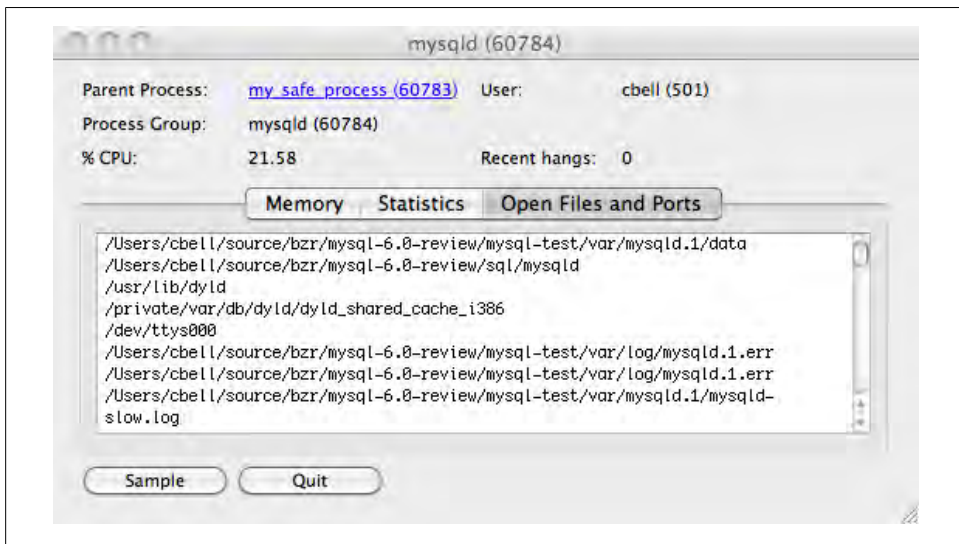 mysqld (60784)
Parent Process: my_safe_process (60783) User: cbell (501)
Process Group: mysqld (60784)
% CPU: 21.58 Recent hangs: 0
Memory Statistics Open Files and Ports
/Users/cbell/source/bzr/mysql-6.0-review/mysql-test/var/mysqld.1/data
/Users/cbell/source/bzr/mysql-6.0-review/sql/mysqld
/usr/lib/dyld
/private/var/db/dyld/dyld_shared_cache_i386
/dev/ttys000
/Users/cbell/source/bzr/mysql-6.0-review/mysql-test/var/log/mysqld.1.err
/Users/cbell/source/bzr/mysql-6.0-review/mysql-test/var/log/mysqld.1.err
/Users/cbell/source/bzr/mysql-6.0-review/mysql-test/var/mysqld.1/mysqld-
slow.log
Sample Quit